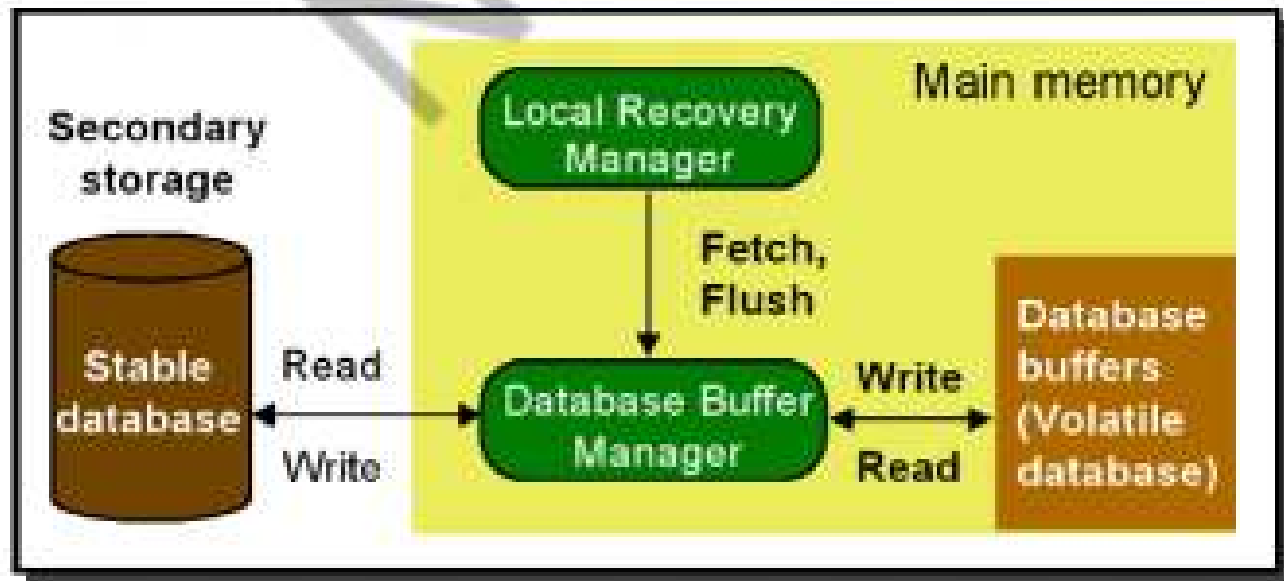 Main memory
Secondary
storage
Local Recovery
Manager
Fetch,
Flush
Stable
database
Read
Write
Database Buffer
Manager
Write
Read
Database
buffers
(Volatile
database)